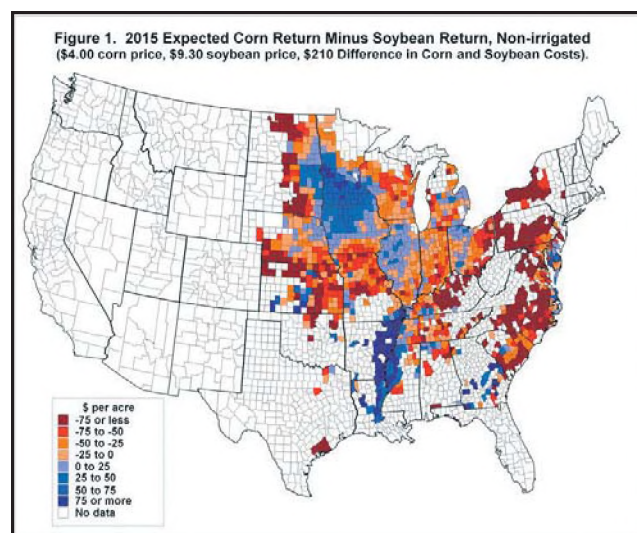 Figure 1.  2015 Expected Corn Return Minus Soybean Return, Non-irrigated
($4.00 corn price, $9.30 soybean price, $210 Difference in Corn and Soybean Costs).
$ per acre
-75 or less
-75 to -50
-50 to -25
-25 to 0
0 to 25
25 to 50
50 to 75
75 or more
No data